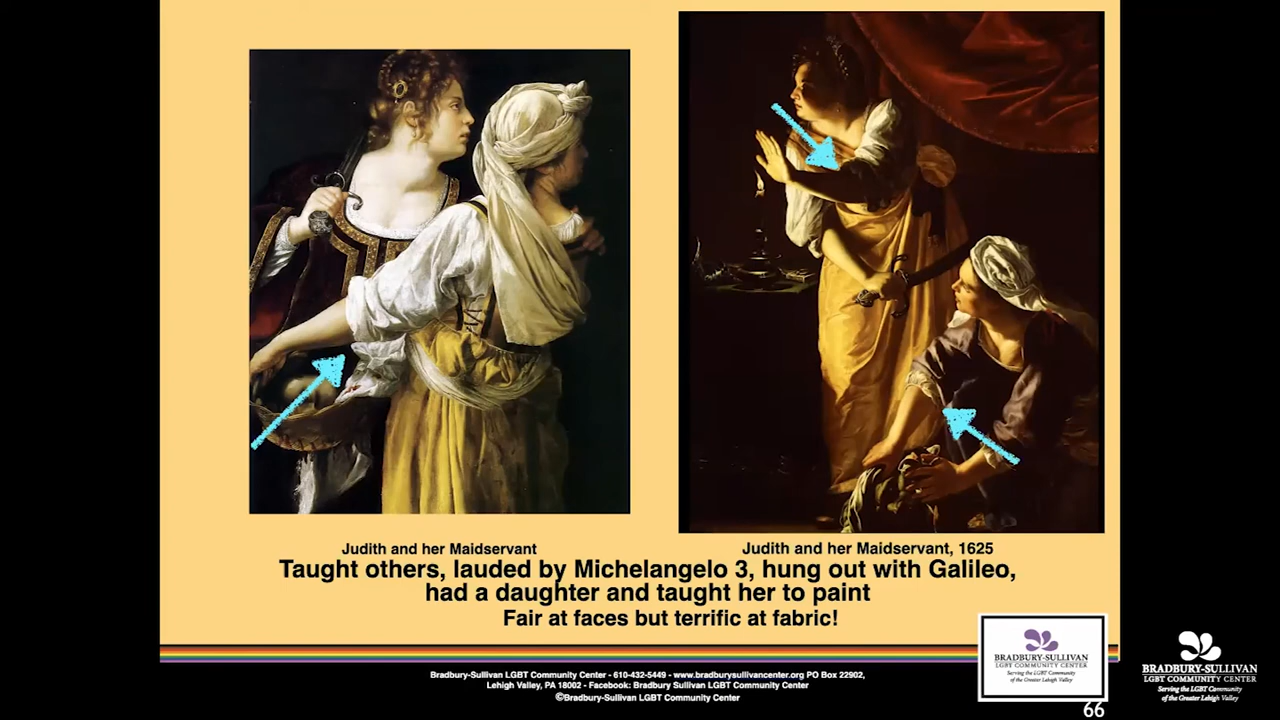 Judith and her Maidservant
Judith and her Maidservant, 1625
Taught others, lauded by Michelangelo 3, hung out with Galileo,
had a daughter and taught her to paint
Fair at faces but terrific at fabric!
BRADBURY-SULLIVAN
LGBT COMMUNITY CENTER
Serving the LGBT Community
of the Greater Lehigh Valley
BRADBURY-SULLIVAN
LGBT COMMUNITY CENTER
Serving the LGBT Community
of the Greater Lehigh Valley
Bradbury-Sullivan LGBT Community Center - 610-432-5449 - www.bradburysullivancenter.org PO Box 22902,
Lehigh Valley, PA 18002 - Facebook: Bradbury Sullivan LGBT Community Center
©Bradbury-Sullivan LGBT Community Center
66